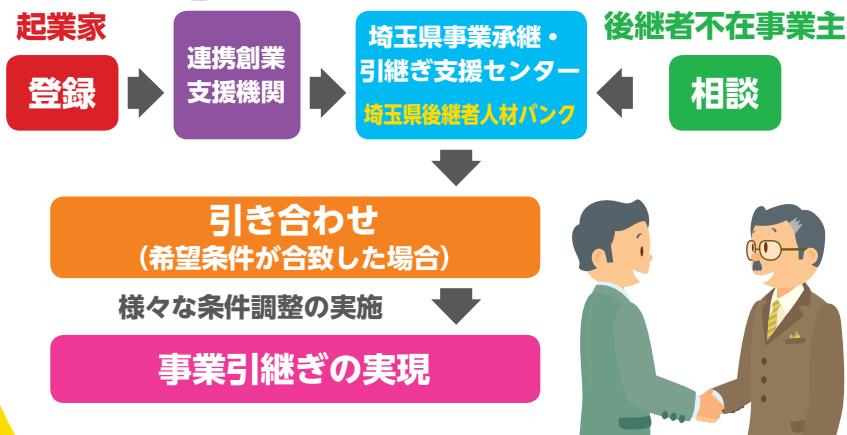 起業家
登録
連携創業
支援機関
埼玉県事業承継・
引継ぎ支援センター
埼玉県後継者人材バンク
後継者不在事業主
相談
引き合わせ
（希望条件が合致した場合）
様々な条件調整の実施
事業引継ぎの実現